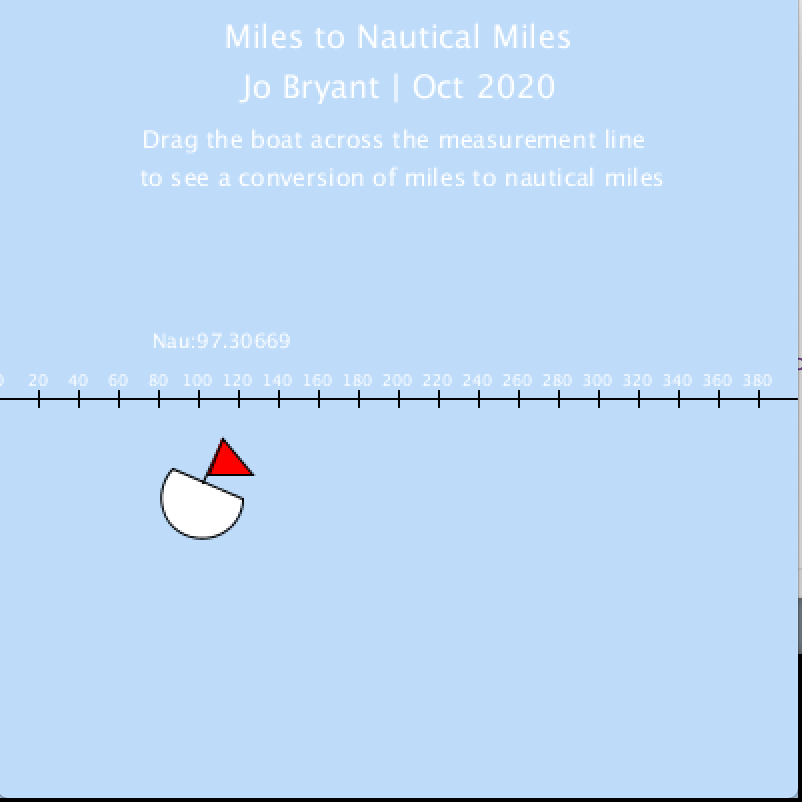 Miles to Nautical Miles
Jo Bryant | Oct 2020
Drag the boat across the measurement line
to see a conversion of miles to nautical miles
Nau:97.30669
0 20 40 60 80 100 120 140 160 180 200 220 240 260 280 300 320 340 360 380